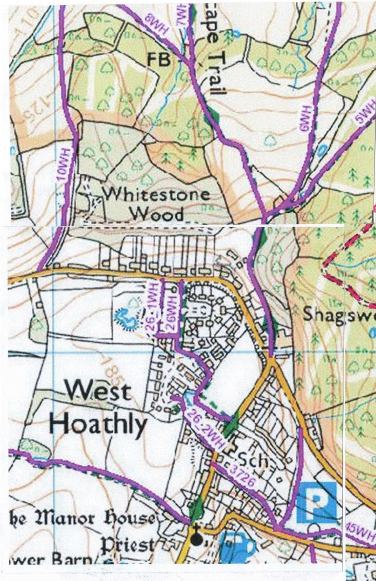 8WH
7WH
cape Trail
FB
6WH
5WH
10WH
Whitestone
Wood
26.1WH
26WH
Shagswe
West
Hoathly
26.2WH
Sch
3726
P
45WH
he Manor House
Priest
wer Barn